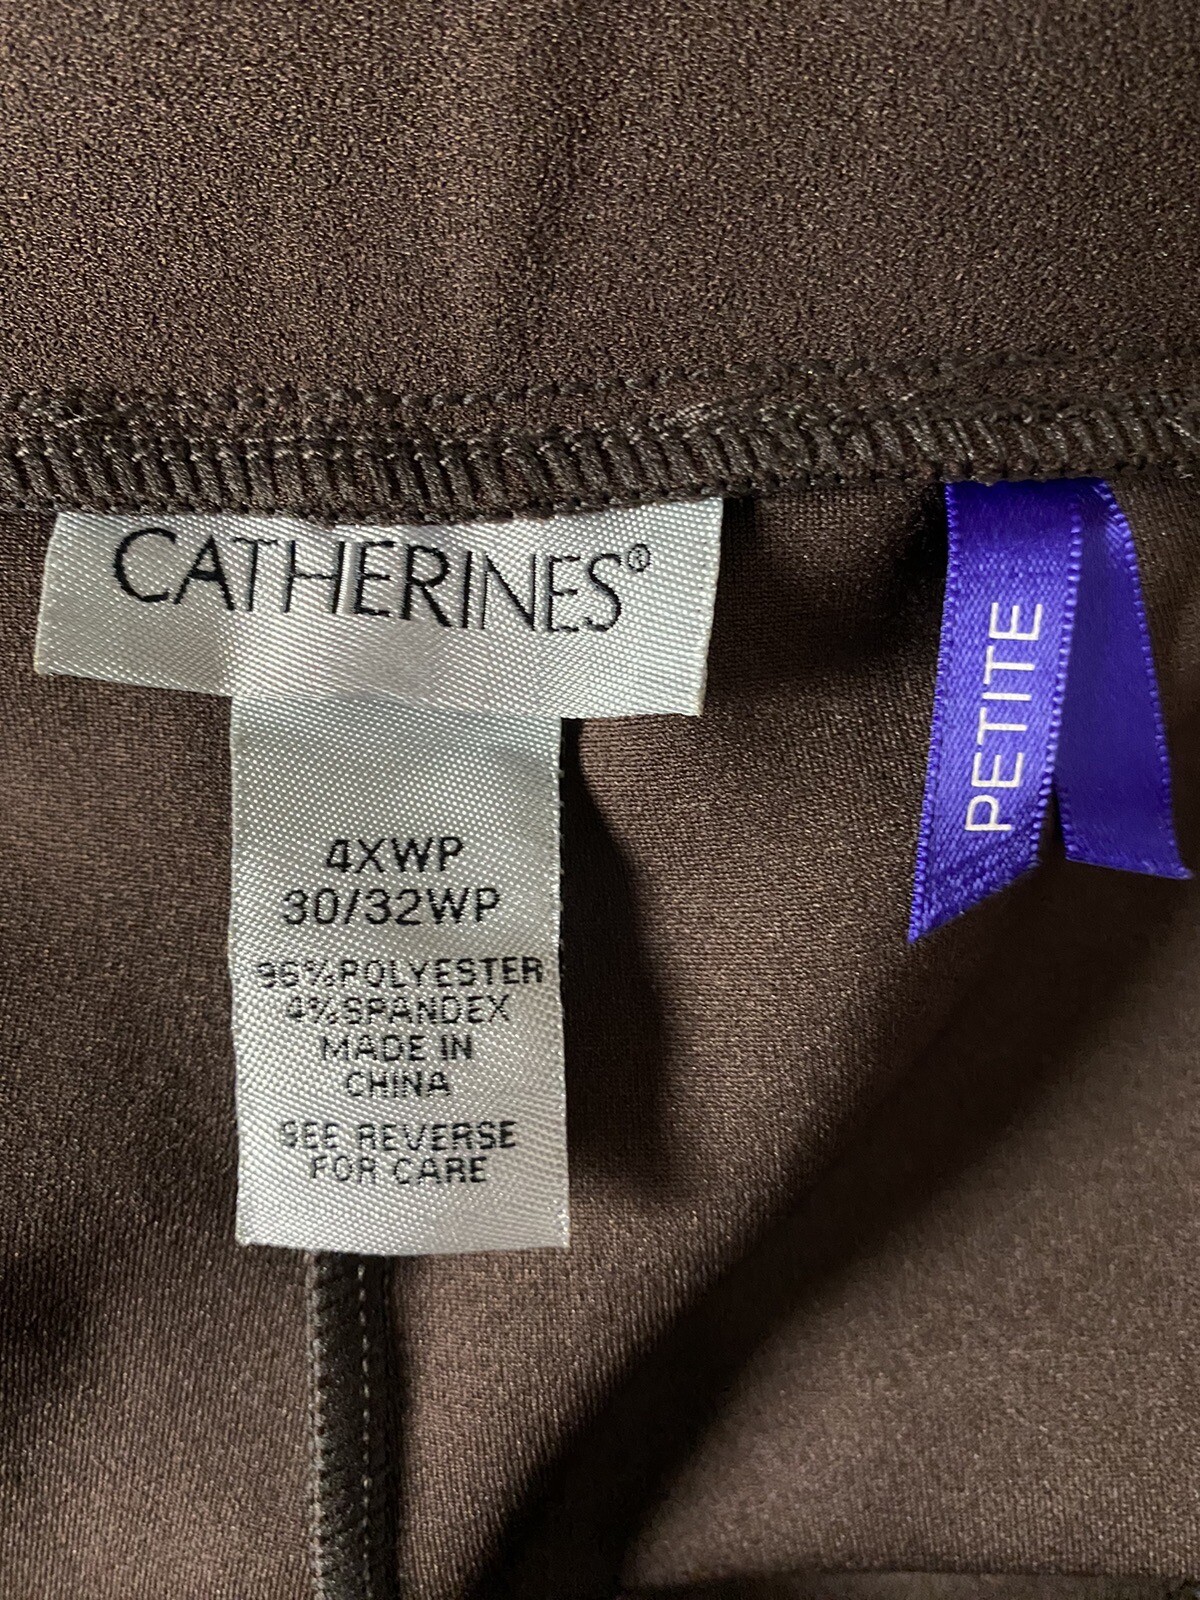 CATHERINES®
4XWP
30/32WP
96%POLYESTER
4%SPANDEX
MADE IN
CHINA
SEE REVERSE
FOR CARE
PETITE